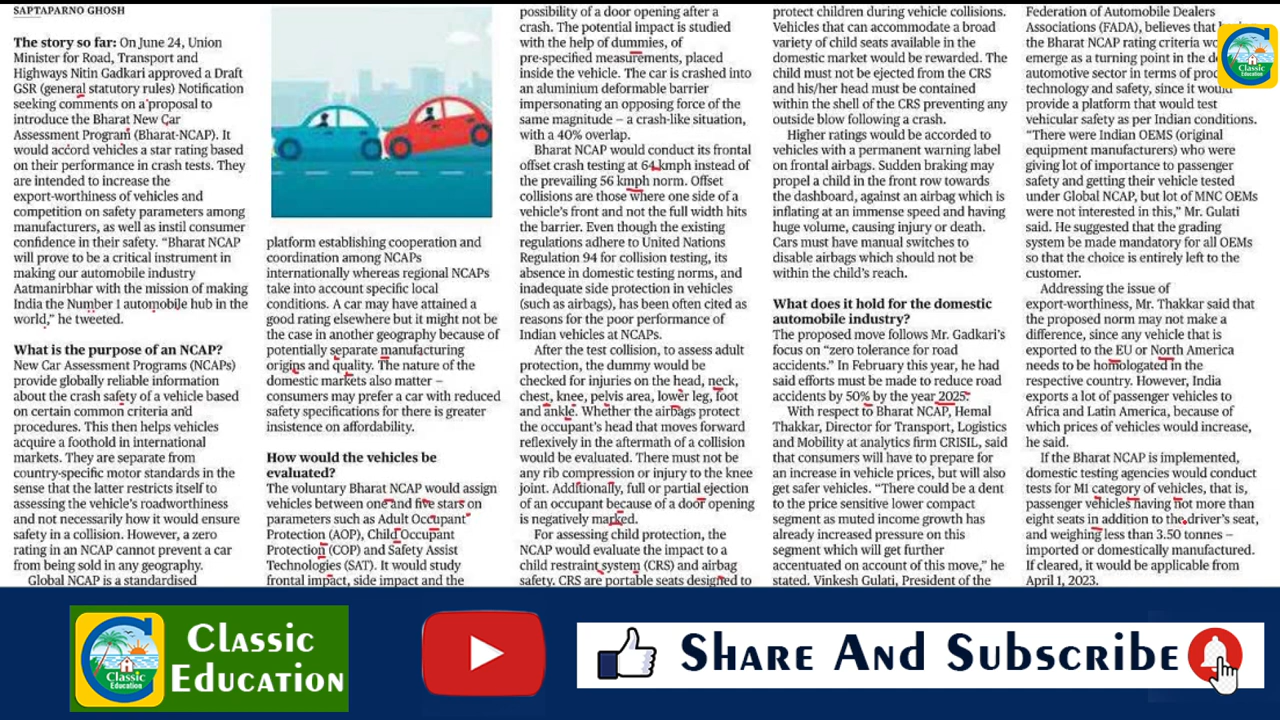 SAPTAPARNO GHOSH
The story so far: On June 24, Union
Minister for Road, Transport and
Highways Nitin Gadkari approved a Draft
GSR (general statutory rules) Notification
seeking comments on a proposal to
introduce the Bharat New Car
Assessment Program (Bharat-NCAP). It
would accord vehicles a star rating based
on their performance in crash tests. They
are intended to increase the
export-worthiness of vehicles and
competition on safety parameters among
manufacturers, as well as instil consumer
confidence in their safety. “Bharat NCAP
will prove to be a critical instrument in
making our automobile industry
Aatmanirbhar with the mission of making
India the Number 1 automobile hub in the
world,” he tweeted.
What is the purpose of an NCAP?
New Car Assessment Programs (NCAPs)
provide globally reliable information
about the crash safety of a vehicle based
on certain common criteria and
procedures. This then helps vehicles
acquire a foothold in international
markets. They are separate from
country-specific motor standards in the
sense that the latter restricts itself to
assessing the vehicle's roadworthiness
and not necessarily how it would ensure
safety in a collision. However, a zero
rating in an NCAP cannot prevent a car
from being sold in any geography.
Global NCAP is a standardised
platform establishing cooperation and
coordination among NCAPs
internationally whereas regional NCAPs
take into account specific local
conditions. A car may have attained a
good rating elsewhere but it might not be
the case in another geography because of
potentially separate manufacturing
origins and quality. The nature of the
domestic markets also matter –
consumers may prefer a car with reduced
safety specifications for there is greater
insistence on affordability.
How would the vehicles be
evaluated?
The voluntary Bharat NCAP would assign
vehicles between one and five stars on
parameters such as Adult Occupant
Protection (AOP), Child Occupant
Protection (COP) and Safety Assist
Technologies (SAT). It would study
frontal impact, side impact and the
possibility of a door opening after a
crash. The potential impact is studied
with the help of dummies, of
pre-specified measurements, placed
inside the vehicle. The car is crashed into
an aluminium deformable barrier
impersonating an opposing force of the
same magnitude – a crash-like situation,
with a 40% overlap.
Bharat NCAP would conduct its frontal
offset crash testing at 64 kmph instead of
the prevailing 56 kmph norm. Offset
collisions are those where one side of a
vehicle's front and not the full width hits
the barrier. Even though the existing
regulations adhere to United Nations
Regulation 94 for collision testing, its
absence in domestic testing norms, and
inadequate side protection in vehicles
(such as airbags), has been often cited as
reasons for the poor performance of
Indian vehicles at NCAPs.
After the test collision, to assess adult
protection, the dummy would be
checked for injuries on the head, neck,
chest, knee, pelvis area, lower leg, foot
and ankle. Whether the airbags protect
the occupant's head that moves forward
reflexively in the aftermath of a collision
would be evaluated. There must not be
any rib compression or injury to the knee
joint. Additionally, full or partial ejection
of an occupant because of a door opening
is negatively marked.
For assessing child protection, the
NCAP would evaluate the impact to a
child restraint system (CRS) and airbag
safety. CRS are portable seats designed to
protect children during vehicle collisions.
Vehicles that can accommodate a broad
variety of child seats available in the
domestic market would be rewarded. The
child must not be ejected from the CRS
and his/her head must be contained
within the shell of the CRS preventing any
outside blow following a crash.
Higher ratings would be accorded to
vehicles with a permanent warning label
on frontal airbags. Sudden braking may
propel a child in the front row towards
the dashboard, against an airbag which is
inflating at an immense speed and having
huge volume, causing injury or death.
Cars must have manual switches to
disable airbags which should not be
within the child's reach.
What does it hold for the domestic
automobile industry?
The proposed move follows Mr. Gadkari's
focus on “zero tolerance for road
accidents.” In February this year, he had
said efforts must be made to reduce road
accidents by 50% by the year 2025.
With respect to Bharat NCAP, Hemal
Thakkar, Director for Transport, Logistics
and Mobility at analytics firm CRISIL, said
that consumers will have to prepare for
an increase in vehicle prices, but will also
get safer vehicles. “There could be a dent
to the price sensitive lower compact
segment as muted income growth has
already increased pressure on this
segment which will get further
accentuated on account of this move,” he
stated. Vinkesh Gulati, President of the
Federation of Automobile Dealers
Associations (FADA), believes that
the Bharat NCAP rating criteria
emerge as a turning point in the
automotive sector in terms of
technology and safety, since it would
provide a platform that would test
vehicular safety as per Indian conditions.
“There were Indian OEMS (original
equipment manufacturers) who were
giving lot of importance to passenger
safety and getting their vehicle tested
under Global NCAP, but lot of MNC OEMs
were not interested in this,” Mr. Gulati
said. He suggested that the grading
system be made mandatory for all OEMs
so that the choice is entirely left to the
customer.
Addressing the issue of
export-worthiness, Mr. Thakkar said that
the proposed norm may not make a
difference, since any vehicle that is
exported to the EU or North America
needs to be homologated in the
respective country. However, India
exports a lot of passenger vehicles to
Africa and Latin America, because of
which prices of vehicles would increase,
he said.
If the Bharat NCAP is implemented,
domestic testing agencies would conduct
tests for M1 category of vehicles, that is,
passenger vehicles having not more than
eight seats in addition to the driver's seat,
and weighing less than 3.50 tonnes –
imported or domestically manufactured.
If cleared, it would be applicable from
April 1, 2023.
Classic
Education
Classic
Education
Classic
Education
Share And Subscribe